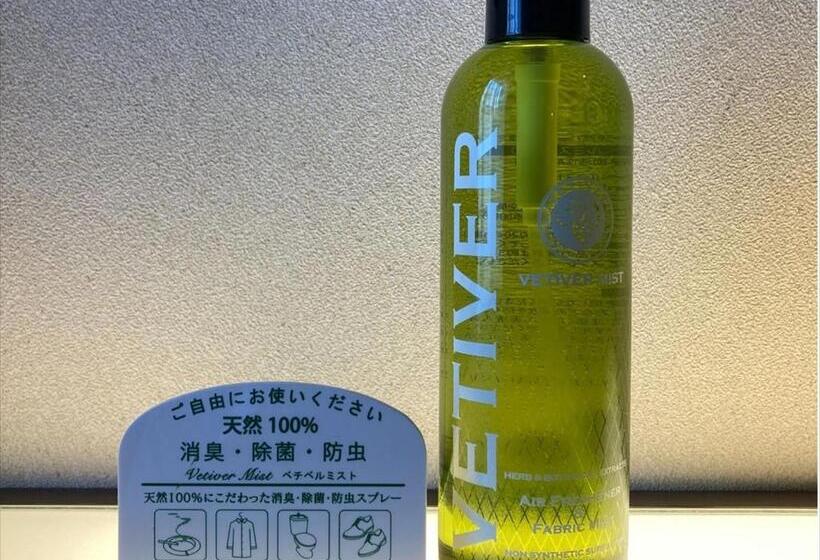 ご自由にお使いください
天然100%
消臭・除菌・防虫
Vetiver Mist ベチベルミスト
天然100%にこだわった消臭・除菌・防虫スプレー
VETIVER
VETIVER MIST
HERB &
AIR FRESHENER
&
FABRIC MIST
NON SYNTHETIC